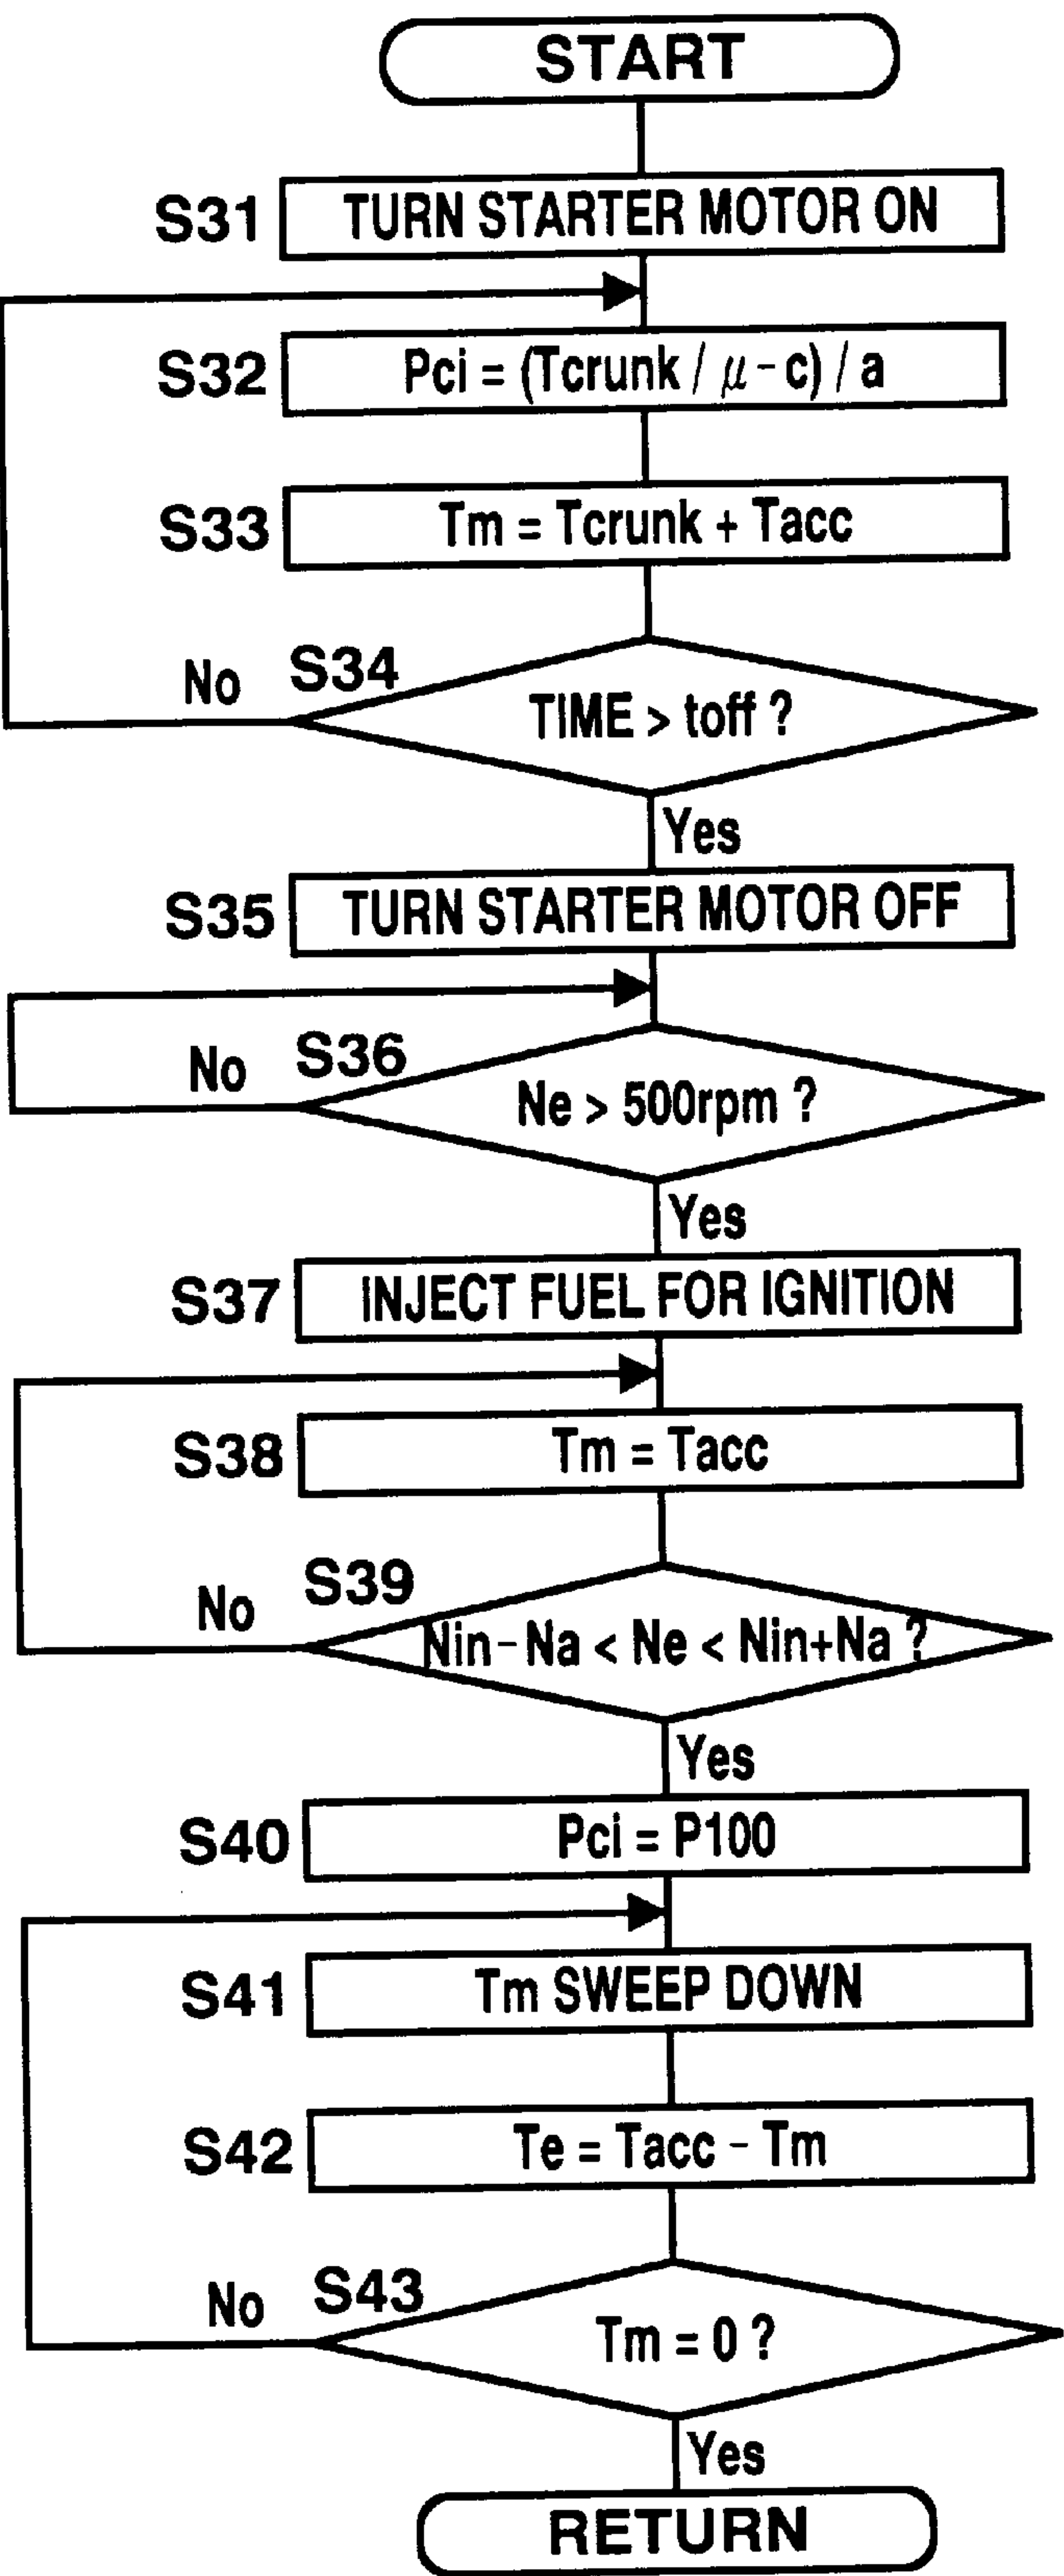 START
S31 TURN STARTER MOTOR ON
S32 Pci = (Tcrunk / μ - c) / a
S33 Tm = Tcrunk + Tacc
No S34 TIME > toff ?
Yes
S35 TURN STARTER MOTOR OFF
No S36 Ne > 500rpm ?
Yes
S37 INJECT FUEL FOR IGNITION
S38 Tm = Tacc
No S39 Nin - Na < Ne < Nin+Na ?
Yes
S40 Pci = P100
S41 Tm SWEEP DOWN
S42 Te = Tacc - Tm
No S43 Tm = 0 ?
Yes
RETURN